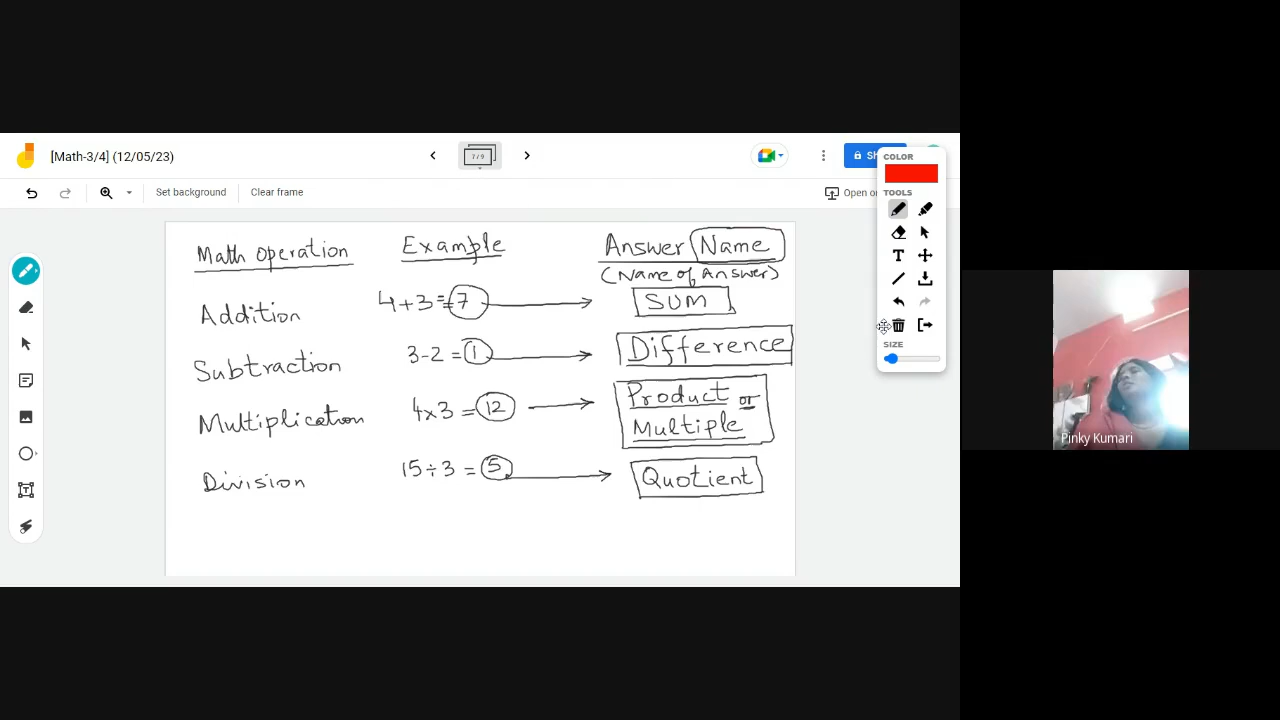 [Math-3/4] (12/05/23)
7/9
Set background
Clear frame
COLOR
TOOLS
T
SIZE
Math operation Example Answer Name
(Name of Answer)
Addition 4+3=7 SUM
Subtraction 3-2=1 Difference
Multiplication 4x3=12 Product or
Multiple
Division 15÷3=5 Quotient
Pinky Kumari